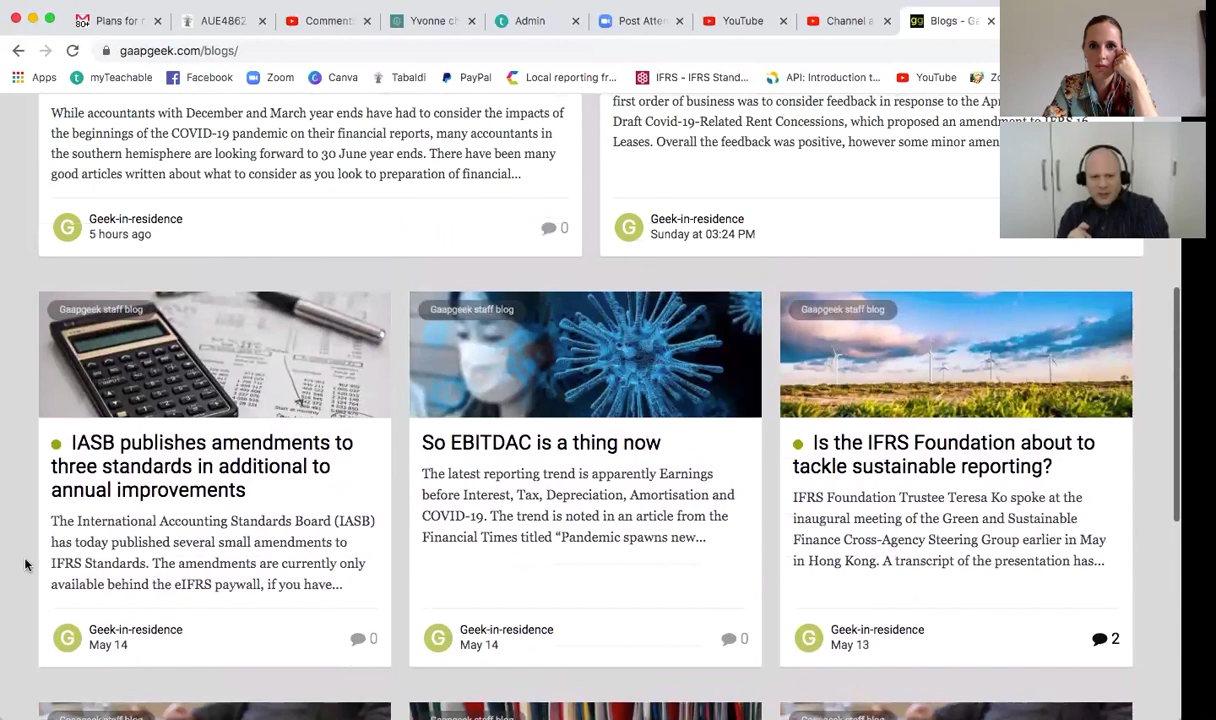 Plans for r
AUE4862
Comment
Yvonne c
Admin
Post Atte
YouTube
Channel a
Blogs - G
gaapgeek.com/blogs/
Apps
myTeachable
Facebook
Zoom
Canva
Tabaldi
PayPal
Local reporting fr...
IFRS - IFRS Stand...
API: Introduction t...
YouTube
While accountants with December and March year ends have had to consider the impacts
of the beginnings of the COVID-19 pandemic on their financial reports, many accountants
in the southern hemisphere are looking forward to 30 June year ends. There have been many
good articles written about what to consider as you look to preparation of financial...
G Geek-in-residence
5 hours ago
0
first order of business was to consider feedback in response to the
Draft Covid-19-Related Rent Concessions, which proposed an amendment to IFRS 16
Leases. Overall the feedback was positive, however some minor
G Geek-in-residence
Sunday at 03:24 PM
Gaapgeek staff blog
IASB publishes amendments to
three standards in additional to
annual improvements
The International Accounting Standards Board (IASB)
has today published several small amendments to
IFRS Standards. The amendments are currently only
available behind the eIFRS paywall, if you have...
G Geek-in-residence
May 14
0
Gaapgeek staff blog
So EBITDAC is a thing now
The latest reporting trend is apparently Earnings
before Interest, Tax, Depreciation, Amortisation and
COVID-19. The trend is noted in an article from the
Financial Times titled “Pandemic spawns new...
G Geek-in-residence
May 14
0
Gaapgeek staff blog
Is the IFRS Foundation about to
tackle sustainable reporting?
IFRS Foundation Trustee Teresa Ko spoke at the
inaugural meeting of the Green and Sustainable
Finance Cross-Agency Steering Group earlier in May
in Hong Kong. A transcript of the presentation has...
G Geek-in-residence
May 13
2